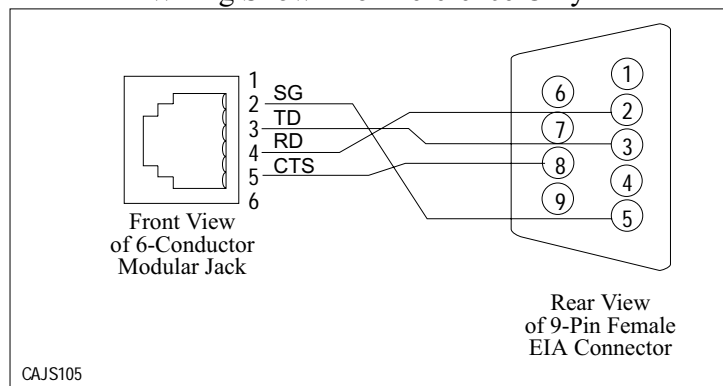 1
2 SG
3 TD
4 RD
5 CTS
6
Front View
of 6-Conductor
Modular Jack
1
6
2
7
3
8
4
9
5
Rear View
of 9-Pin Female
EIA Connector
CAJS105